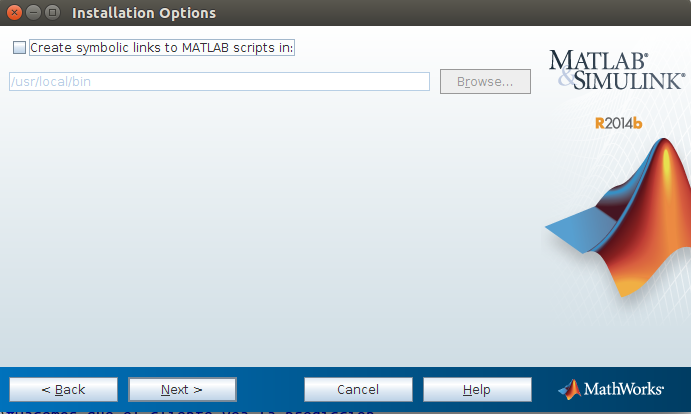 Installation Options
Create symbolic links to MATLAB scripts in:
/usr/local/bin
Browse...
MATLAB®
&SIMULINK®
R2014b
< Back
Next >
Cancel
Help
MathWorks®